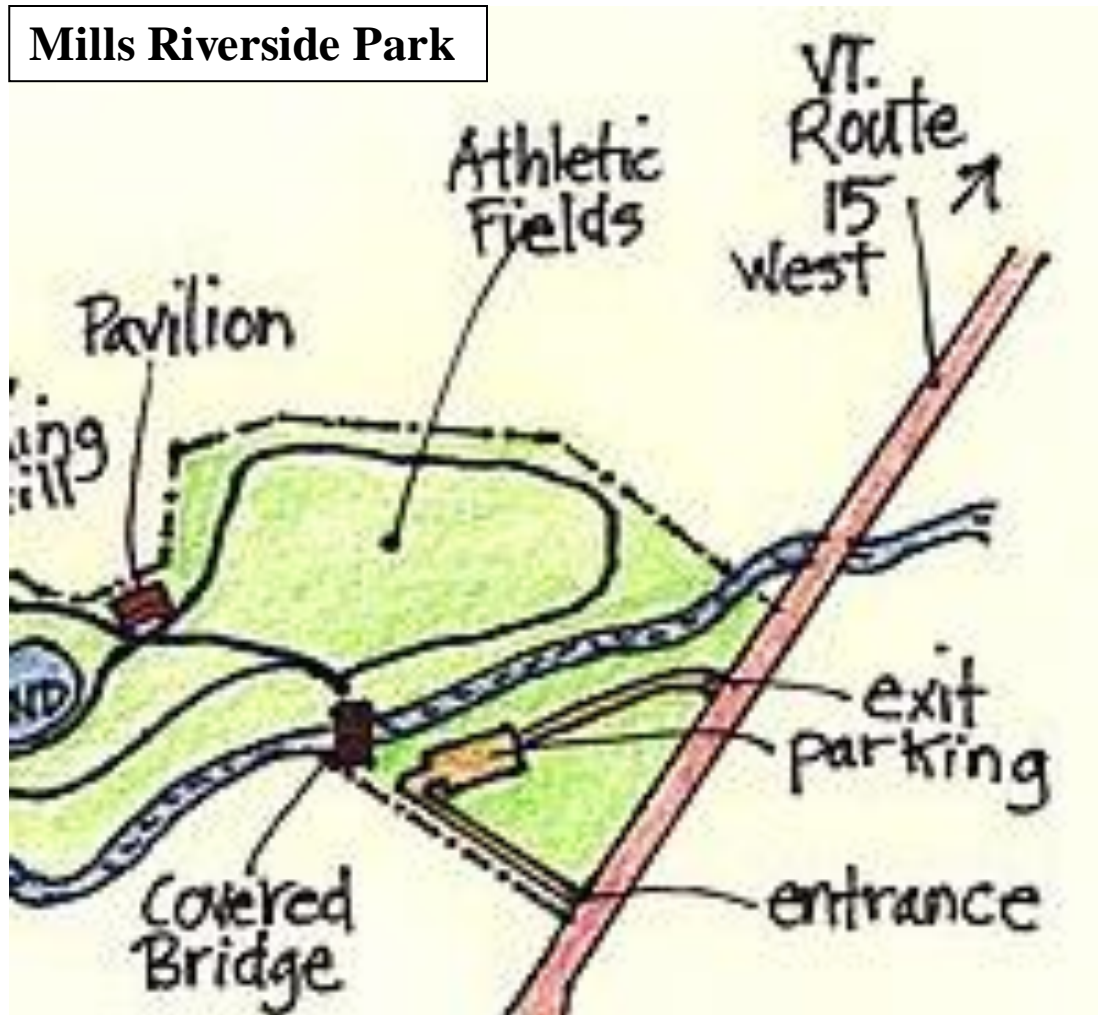 Mills Riverside Park
VT.
Route
15
West
Athletic
Fields
Pavilion
exit
parking
entrance
Covered
Bridge